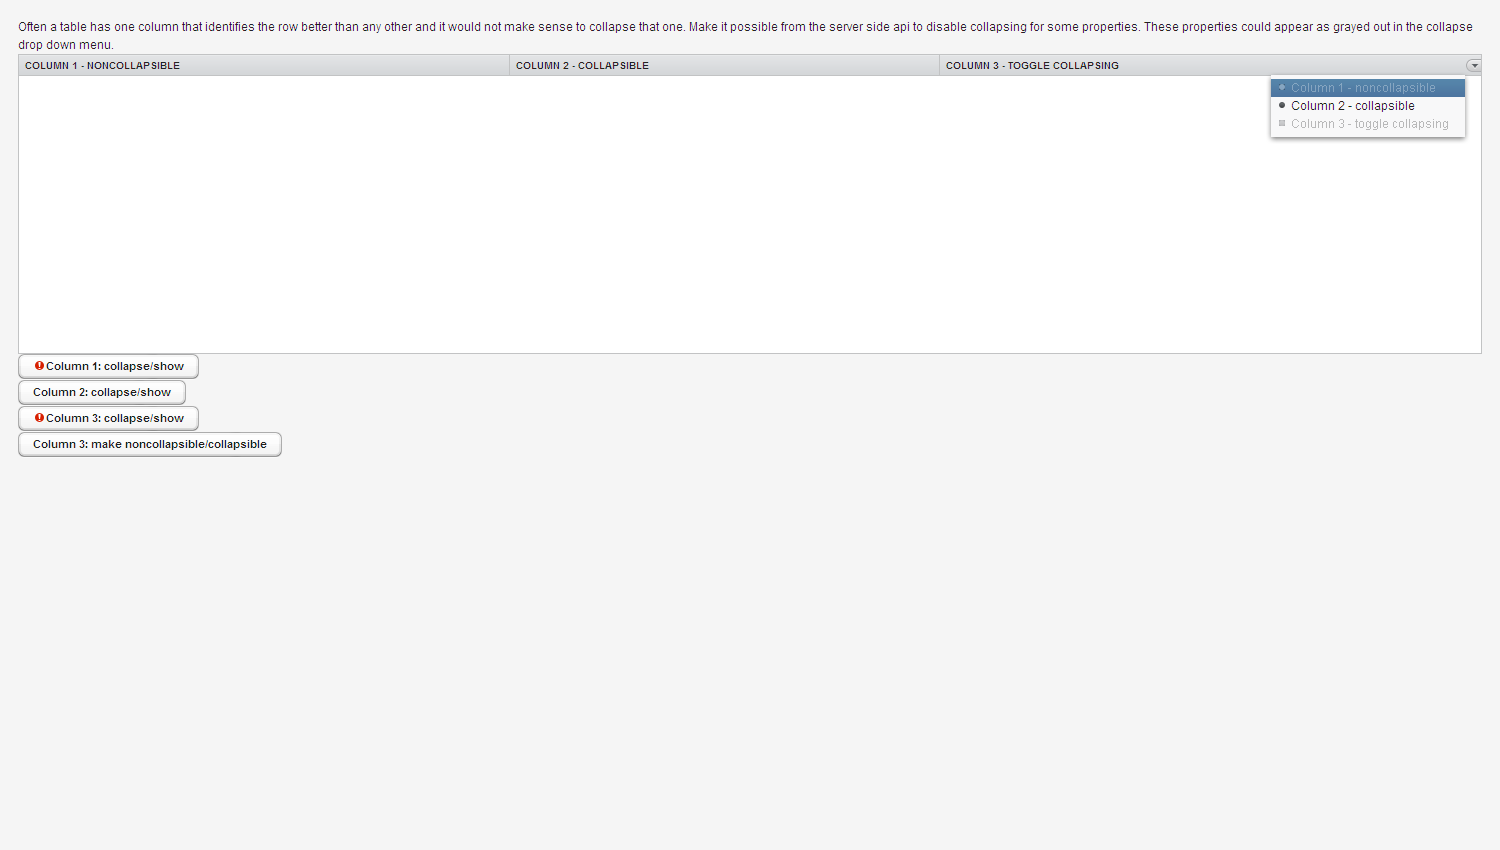 Often a table has one column that identifies the row better than any other and it would not make sense to collapse that one. Make it possible from the server side api to disable collapsing for some properties. These properties could appear as grayed out in the collapse
drop down menu.
COLUMN 1 - NONCOLLAPSIBLE COLUMN 2 - COLLAPSIBLE COLUMN 3 - TOGGLE COLLAPSING
Column 1 - noncollapsible
Column 2 - collapsible
Column 3 - toggle collapsing
Column 1: collapse/show
Column 2: collapse/show
Column 3: collapse/show
Column 3: make noncollapsible/collapsible